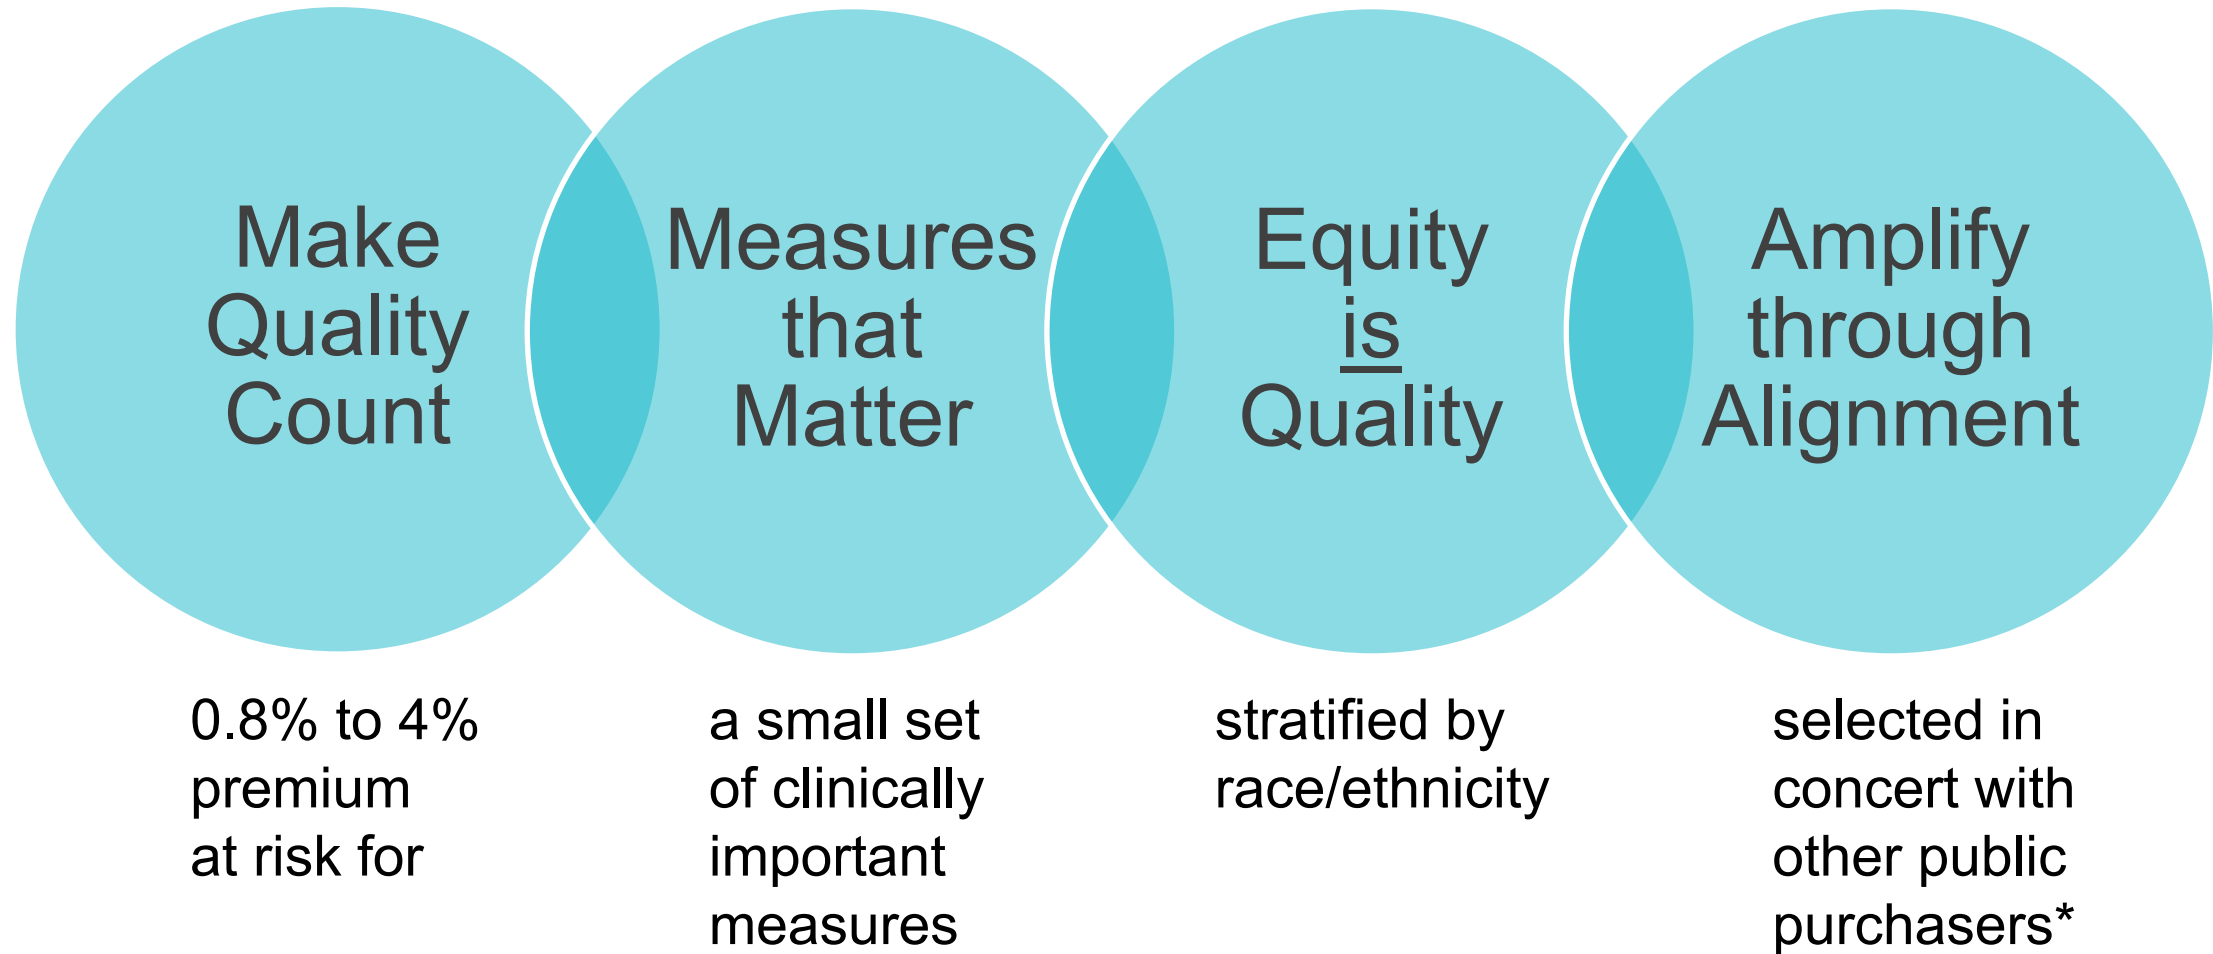 Make
Quality
Count
Measures
that
Matter
Equity
is
Quality
Amplify
through
Alignment
0.8% to 4%
premium
at risk for
a small set
of clinically
important
measures
stratified by
race/ethnicity
selected in
concert with
other public
purchasers*